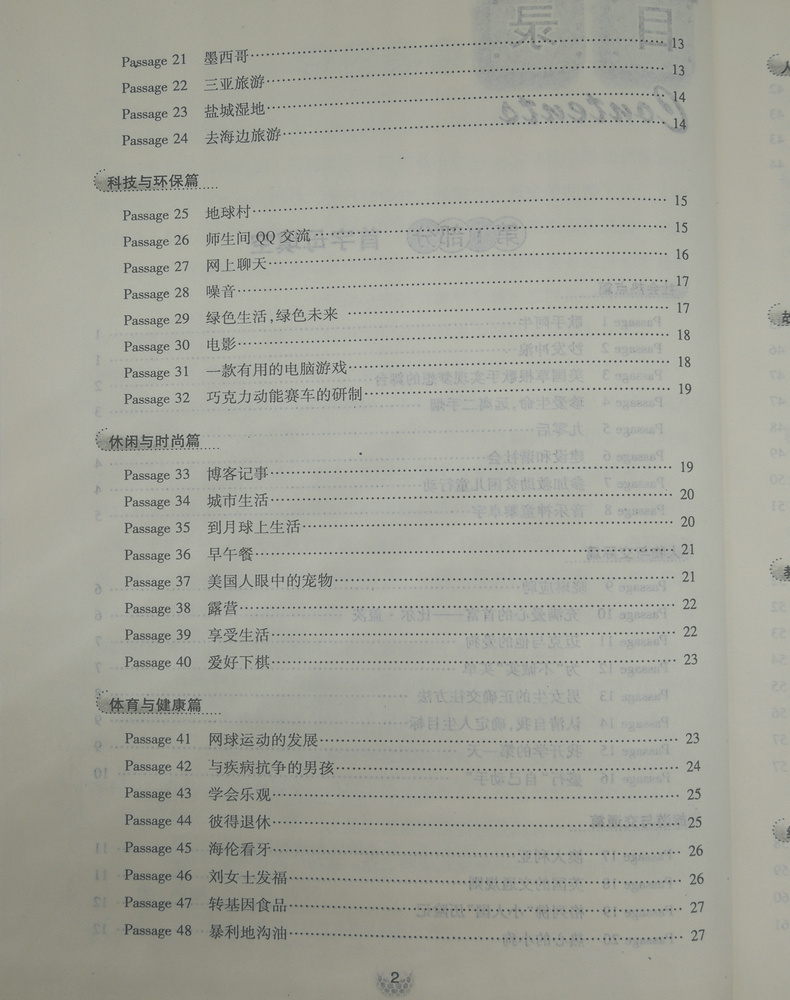 Passage 21 墨西哥 13
Passage 22 三亚旅游 13
Passage 23 盐城湿地 14
Passage 24 去海边旅游 14
科技与环保篇
Passage 25 地球村 15
Passage 26 师生间 QQ 交流 15
Passage 27 网上聊天 16
Passage 28 噪音 17
Passage 29 绿色生活,绿色未来 17
Passage 30 电影 18
Passage 31 一款有用的电脑游戏 18
Passage 32 巧克力动能赛车的研制 19
休闲与时尚篇
Passage 33 博客记事 19
Passage 34 城市生活 20
Passage 35 到月球上生活 20
Passage 36 早午餐 21
Passage 37 美国人眼中的宠物 21
Passage 38 露营 22
Passage 39 享受生活 22
Passage 40 爱好下棋 23
体育与健康篇
Passage 41 网球运动的发展 23
Passage 42 与疾病抗争的男孩 24
Passage 43 学会乐观 25
Passage 44 彼得退休 25
Passage 45 海伦看牙 26
Passage 46 刘女士发福 26
Passage 47 转基因食品 27
Passage 48 暴利地沟油 27
2